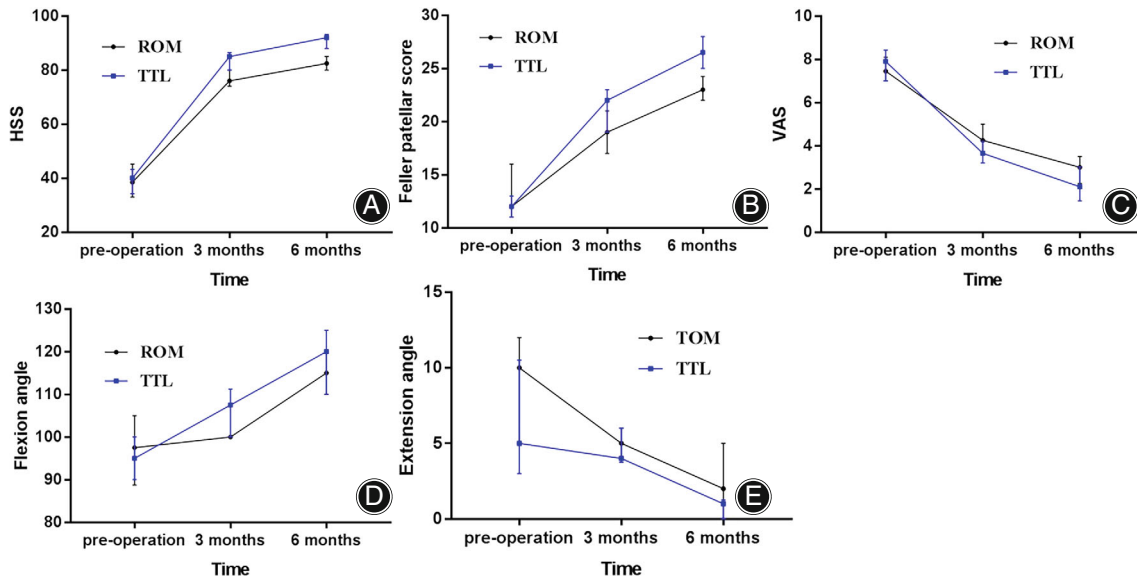 HSS
100
80
60
40
20
ROM
TTL
pre-operation 3 months 6 months
Time
A
Feller patellar score
30
25
20
15
10
ROM
TTL
pre-operation 3 months 6 months
Time
B
VAS
10
8
6
4
2
0
ROM
TTL
pre-operation 3 months 6 months
Time
C
Flexion angle
130
120
110
100
90
80
ROM
TTL
pre-operation 3 months 6 months
Time
D
Extension angle
15
10
5
0
TOM
TTL
pre-operation 3 months 6 months
Time
E